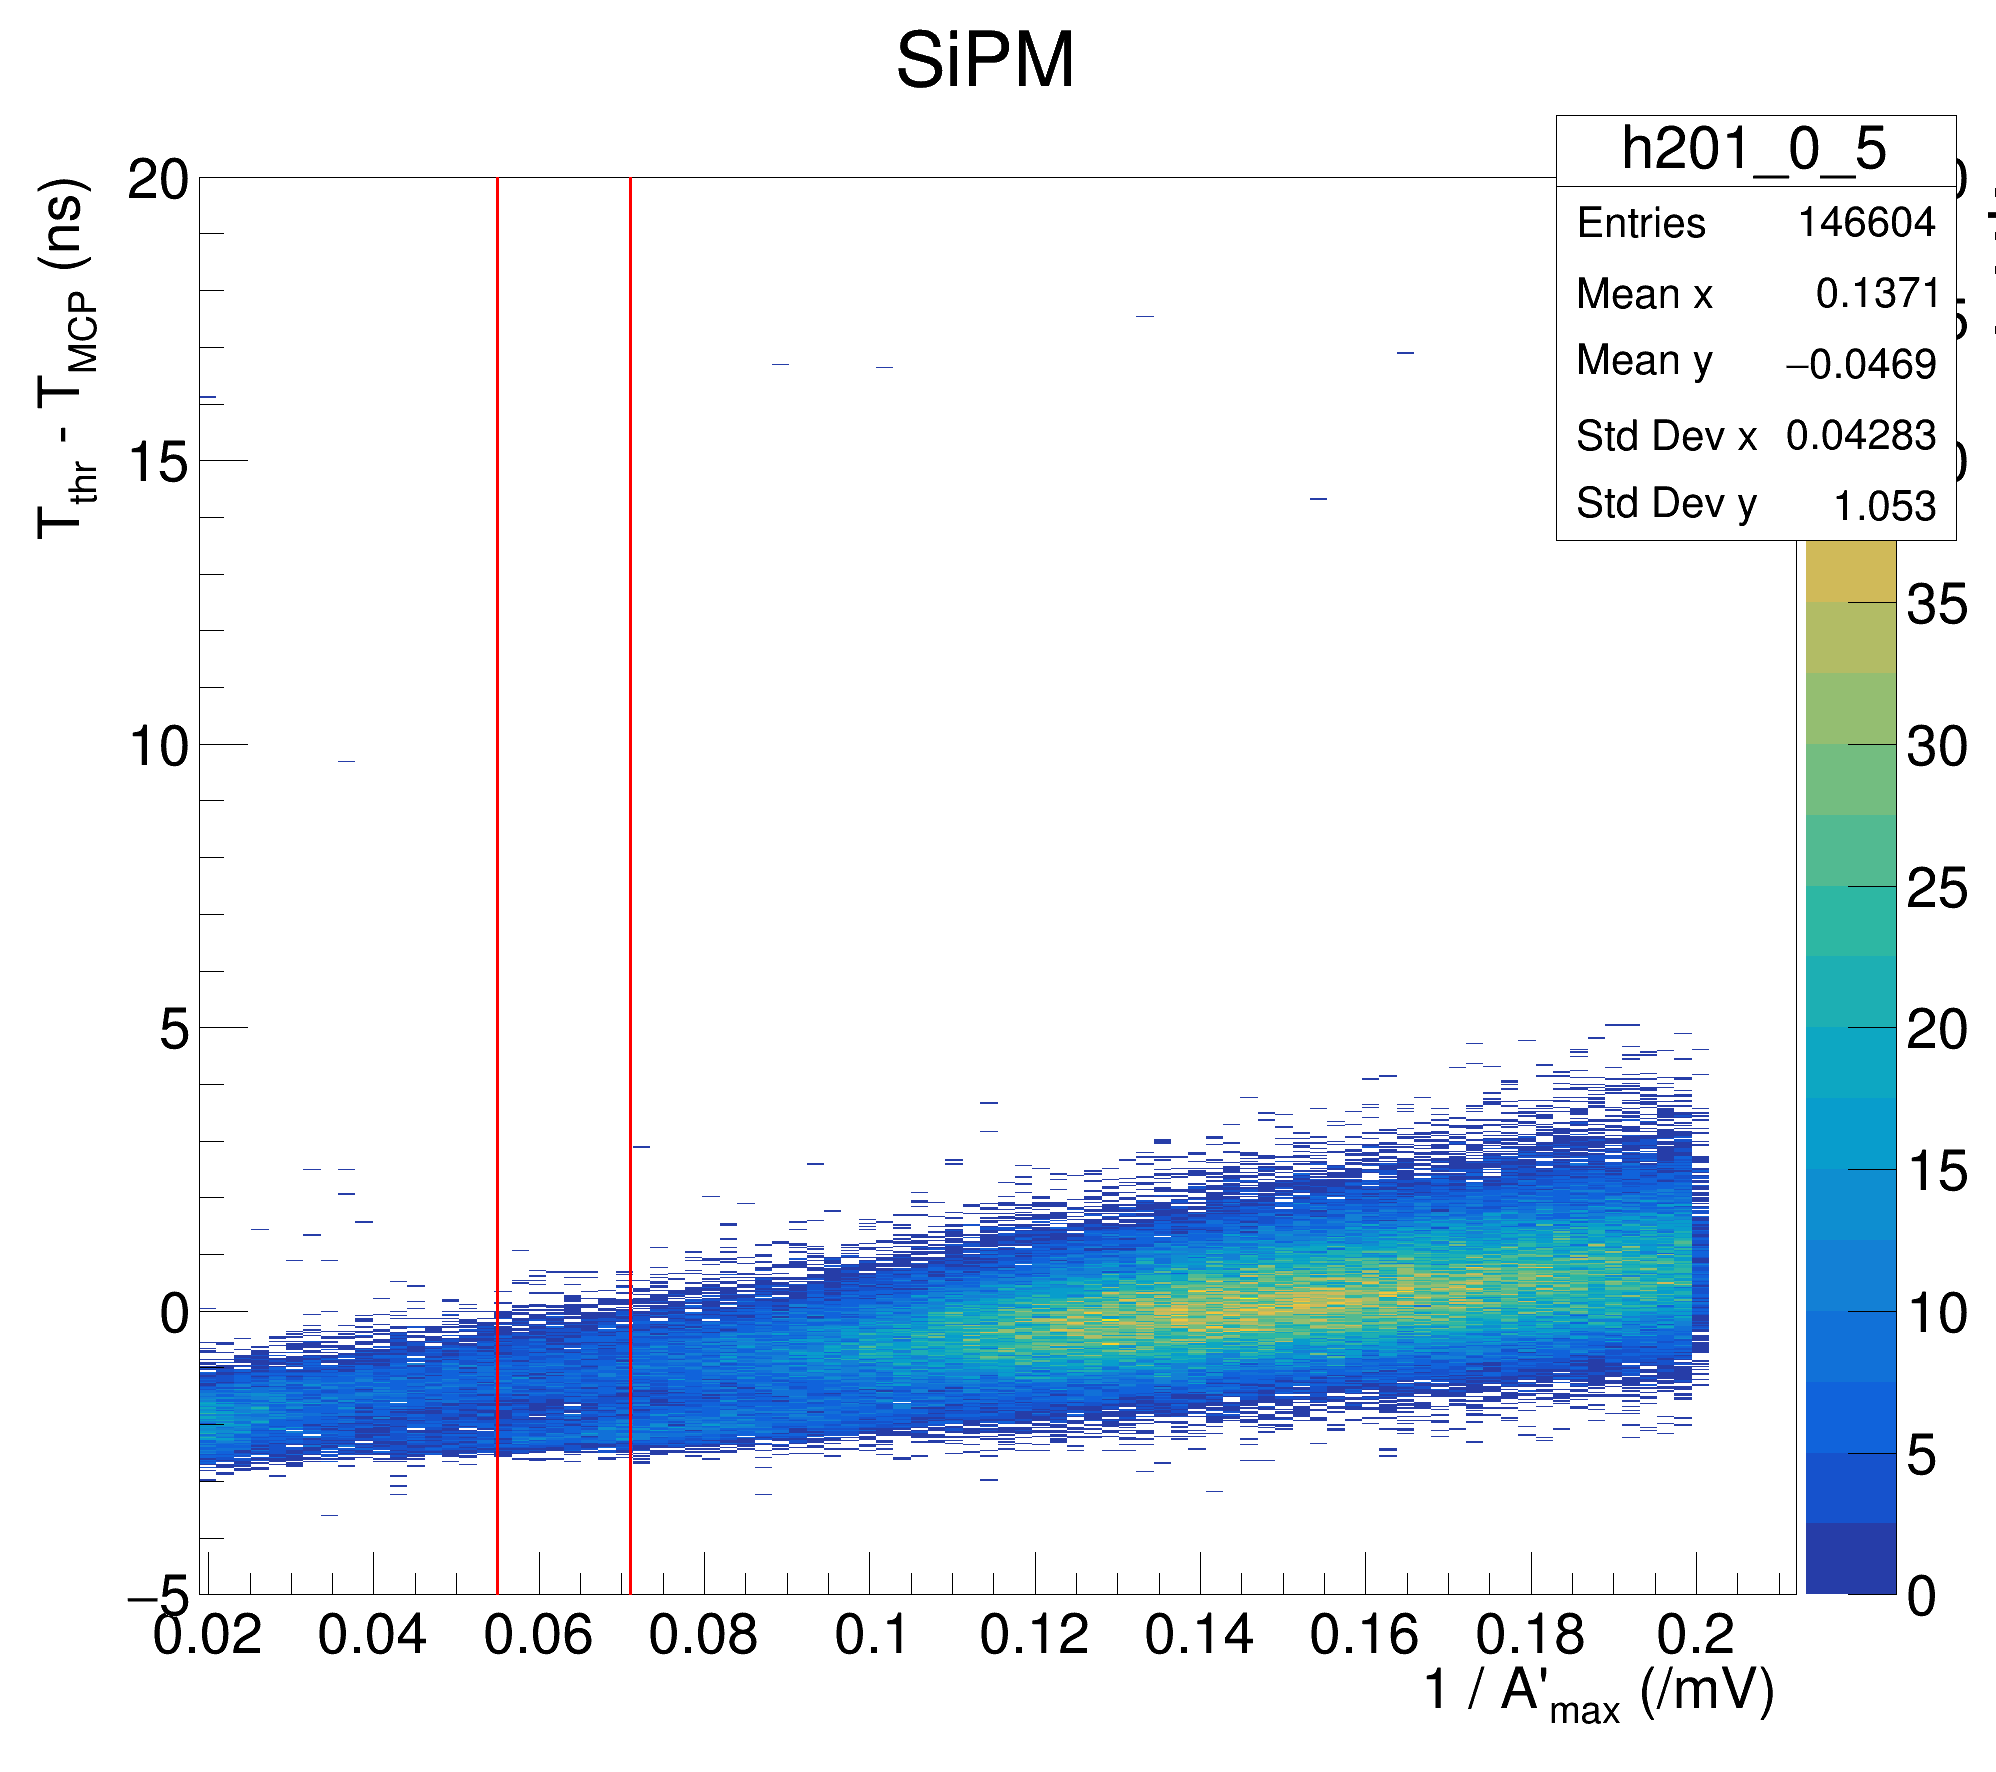 SiPM
h201_0_5
Entries 146604
Mean x 0.1371
Mean y −0.0469
Std Dev x 0.04283
Std Dev y 1.053
T_thr - T_MCP (ns)
20
15
10
5
0
−5
0.02 0.04 0.06 0.08 0.1 0.12 0.14 0.16 0.18 0.2
1 / A'_max (/mV)
35
30
25
20
15
10
5
0